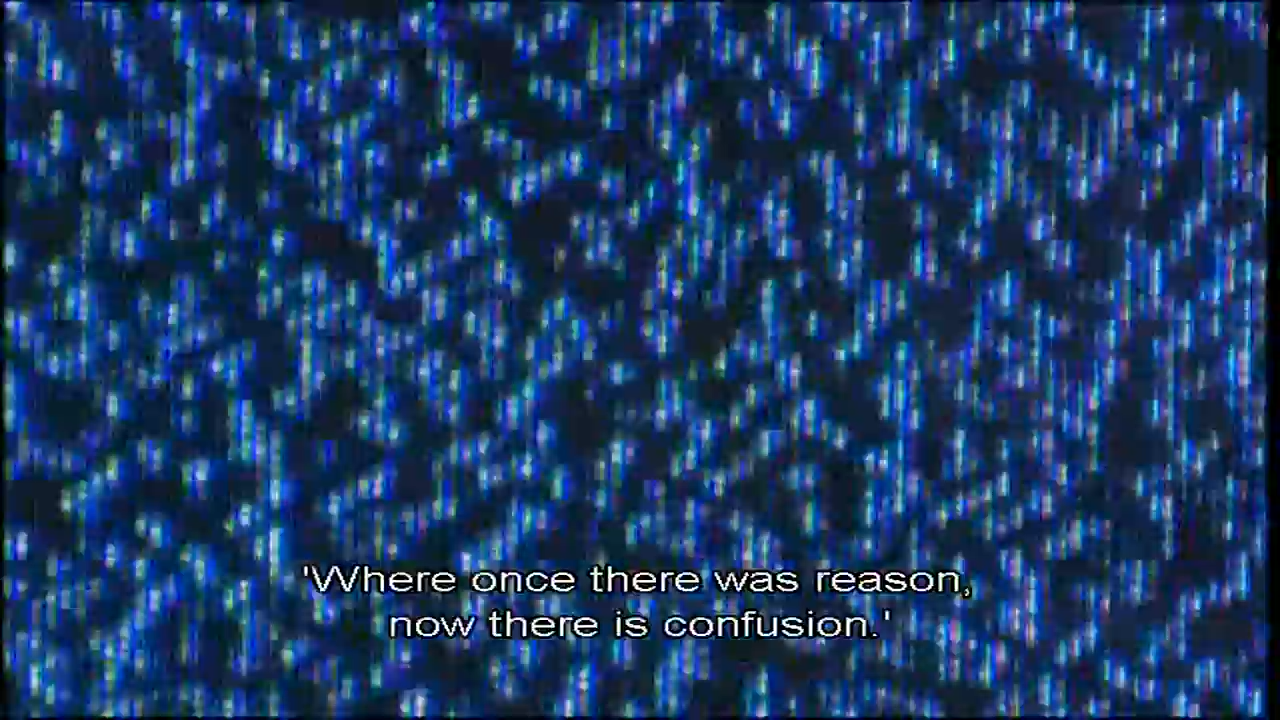 'Where once there was reason,
now there is confusion.'